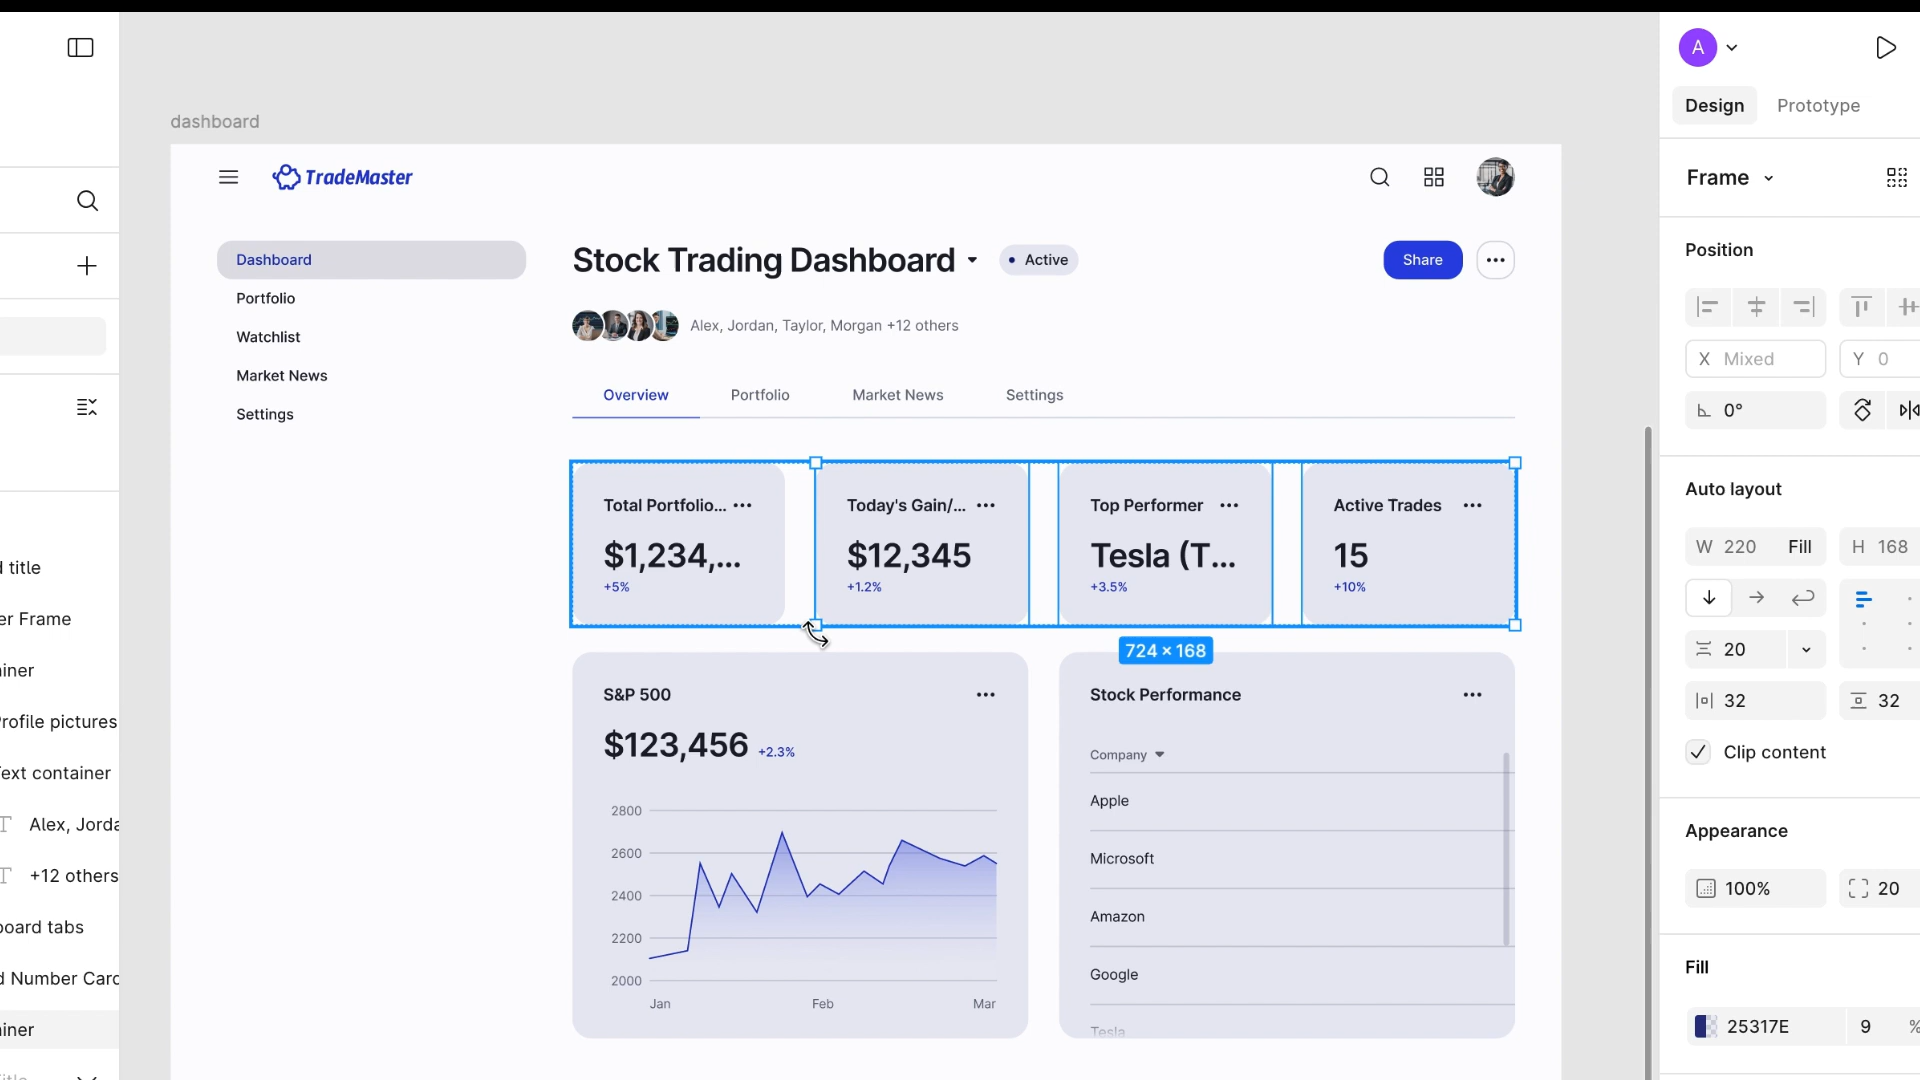 dashboard
TradeMaster
Dashboard
Portfolio
Watchlist
Market News
Settings
Stock Trading Dashboard
Active
Share
Alex, Jordan, Taylor, Morgan +12 others
Overview
Portfolio
Market News
Settings
Total Portfolio...
$1,234,...
+5%
Today's Gain/...
$12,345
+1.2%
Top Performer
Tesla (T...
+3.5%
Active Trades
15
+10%
724 × 168
S&P 500
$123,456 +2.3%
2800
2600
2400
2200
2000
Jan Feb Mar
Stock Performance
Company
Apple
Microsoft
Amazon
Google
Tesla
d title
er Frame
iner
Profile pictures
Text container
Alex, Jorda
+12 others
board tabs
d Number Card
iner
A
Design Prototype
Frame
Position
X Mixed Y 0
0°
Auto layout
W 220 Fill H 168
20
32 32
Clip content
Appearance
100% 20
Fill
25317E 9 %